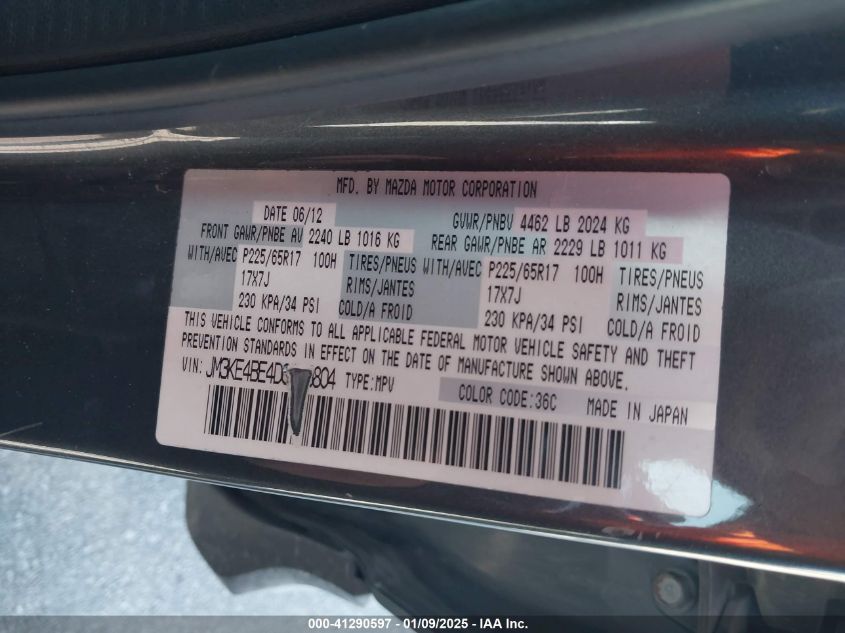 MFD. BY MAZDA MOTOR CORPORATION
DATE 06/12 GVWR/PNBV 4462 LB 2024 KG
FRONT GAWR/PNBE AV 2240 LB 1016 KG REAR GAWR/PNBE AR 2229 LB 1011 KG
WITH/AVEC P225/65R17 100H TIRES/PNEUS WITH/AVEC P225/65R17 100H TIRES/PNEUS
17X7J RIMS/JANTES 17X7J RIMS/JANTES
230 KPA/34 PSI COLD/A FROID 230 KPA/34 PSI COLD/A FROID
THIS VEHICLE CONFORMS TO ALL APPLICABLE FEDERAL MOTOR VEHICLE SAFETY AND THEFT
PREVENTION STANDARDS IN EFFECT ON THE DATE OF MANUFACTURE SHOWN ABOVE.
VIN: TYPE:MPV COLOR CODE:36C MADE IN JAPAN
000-41290597 - 01/09/2025 - IAA Inc.